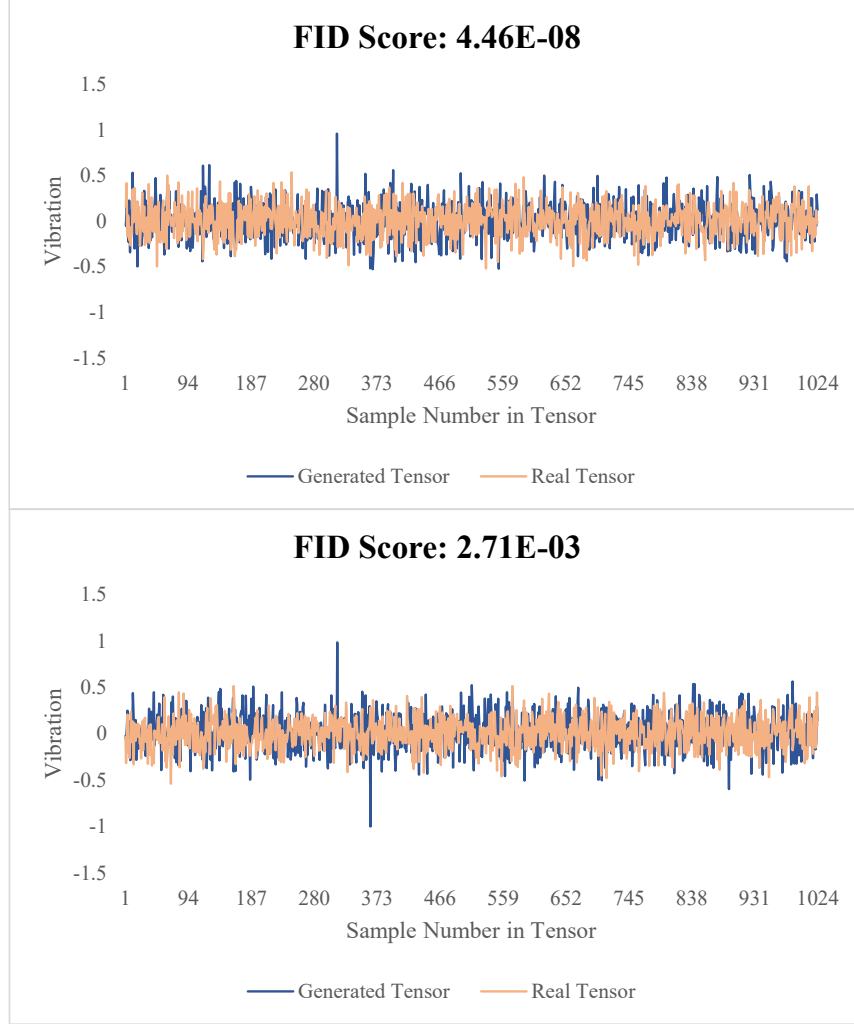 FID Score: 4.46E-08
1.5
1
0.5
0
-0.5
-1
-1.5
Vibration
1 94 187 280 373 466 559 652 745 838 931 1024
Sample Number in Tensor
Generated Tensor Real Tensor
FID Score: 2.71E-03
1.5
1
0.5
0
-0.5
-1
-1.5
Vibration
1 94 187 280 373 466 559 652 745 838 931 1024
Sample Number in Tensor
Generated Tensor Real Tensor